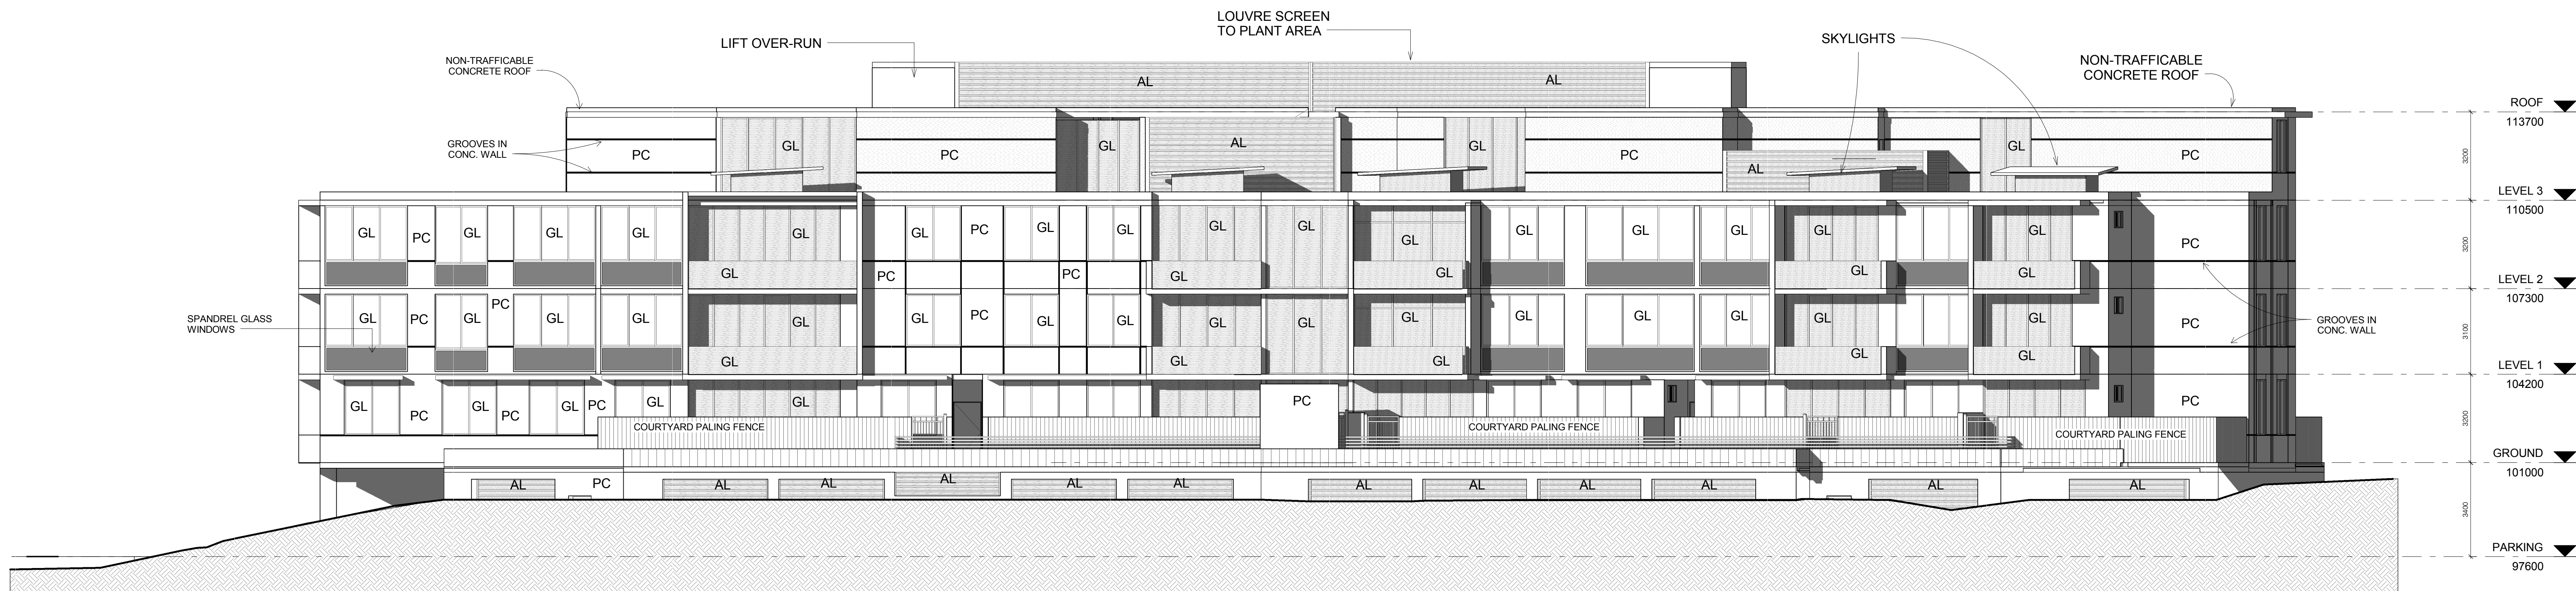 LOUVRE SCREEN
TO PLANT AREA
LIFT OVER-RUN
SKYLIGHTS
NON-TRAFFICABLE
CONCRETE ROOF
NON-TRAFFICABLE
CONCRETE ROOF
AL
AL
ROOF
113700
GROOVES IN
CONC. WALL
PC
GL
PC
GL
AL
GL
PC
AL
GL
PC
3200
LEVEL 3
110500
GL
PC
GL
GL
GL
GL
GL
PC
GL
GL
GL
GL
GL
GL
GL
GL
GL
GL
PC
3200
GL
PC
PC
GL
GL
GL
GL
LEVEL 2
107300
SPANDREL GLASS
WINDOWS
GL
PC
GL
PC
GL
GL
GL
GL
PC
GL
GL
GL
GL
GL
GL
GL
GL
GL
GL
PC
3100
GROOVES IN
CONC. WALL
GL
GL
GL
GL
GL
LEVEL 1
104200
GL
PC
GL
PC
GL
PC
GL
GL
PC
PC
3200
COURTYARD PALING FENCE
COURTYARD PALING FENCE
COURTYARD PALING FENCE
GROUND
101000
AL
PC
AL
AL
AL
AL
AL
AL
AL
AL
AL
AL
AL
3400
PARKING
97600